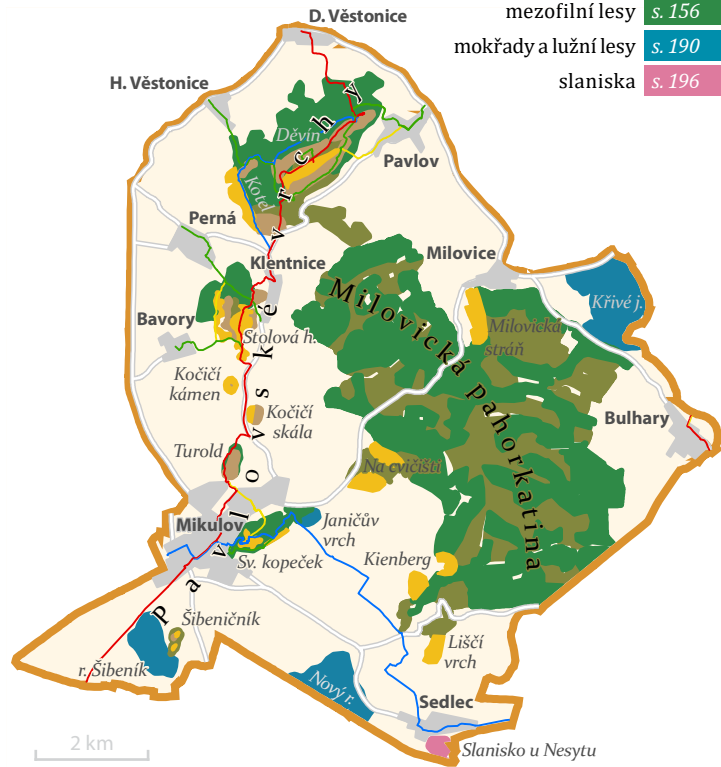 D. Věstonice
mezofilní lesy s. 156
mokřady a lužní lesy s. 190
slaniska s. 196
H. Věstonice
Děvín
Pavlov
Kotel
Perná
Klentnice
Milovice
Křivé j.
Bavory
Stolová h.
Milovická
stráň
Kočičí
kámen
Kočičí
skála
Bulhary
Turold
Na cvičišti
Mikulov
Janičův
vrch
Sv. kopeček
Kienberg
Šibeničník
Liščí
vrch
r. Šibeník
Nový r.
Sedlec
Slanisko u Nesytu
2 km
Pavlovské vrchy
Milovická pahorkatina